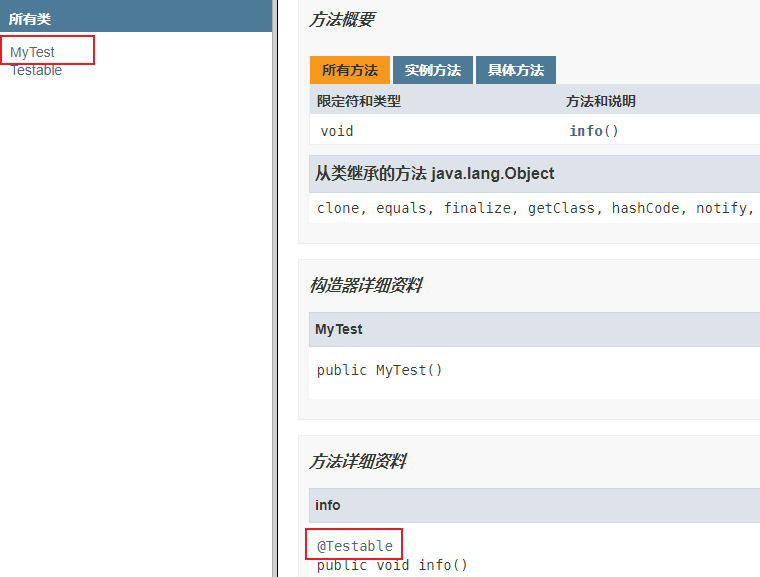 所有类
MyTest
Testable
方法概要
所有方法 实例方法 具体方法
限定符和类型 方法和说明
void info()
从类继承的方法 java.lang.Object
clone, equals, finalize, getClass, hashCode, notify,
构造器详细资料
MyTest
public MyTest()
方法详细资料
info
@Testable
public void info()